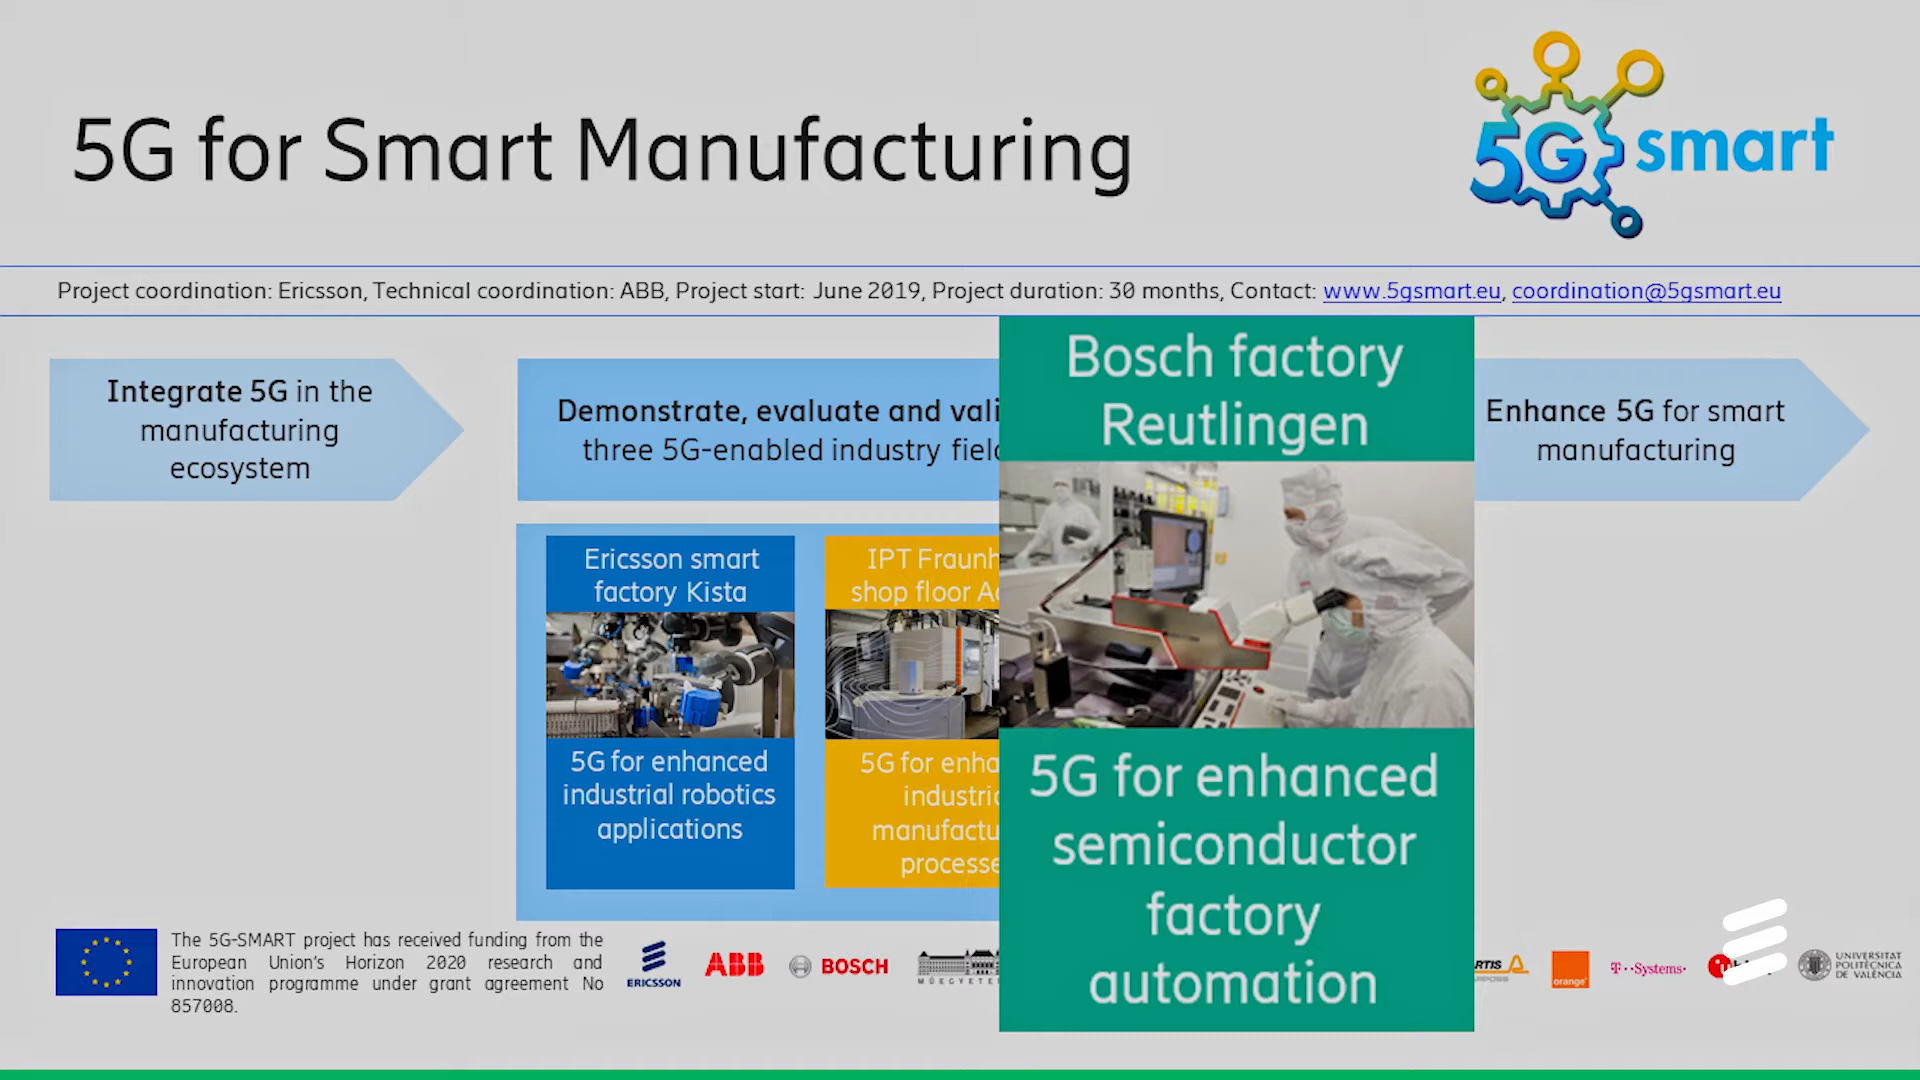 5G for Smart Manufacturing
5G smart
Project coordination: Ericsson, Technical coordination: ABB, Project start: June 2019, Project duration: 30 months, Contact: www.5gsmart.eu, coordination@5gsmart.eu
Integrate 5G in the
manufacturing
ecosystem
Demonstrate, evaluate and vali
three 5G-enabled industry fiel
Enhance 5G for smart
manufacturing
Ericsson smart
factory Kista
5G for enhanced
industrial robotics
applications
IPT Fraunh
shop floor A
5G for enha
industri
manufactu
processe
Bosch factory
Reutlingen
5G for enhanced
semiconductor
factory
automation
The 5G-SMART project has received funding from the
European Union's Horizon 2020 research and
innovation programme under grant agreement No
857008.
ERICSSON
ABB
BOSCH
orange
T··Systems·
UNIVERSITAT
POLITÈCNICA
DE VALÈNCIA